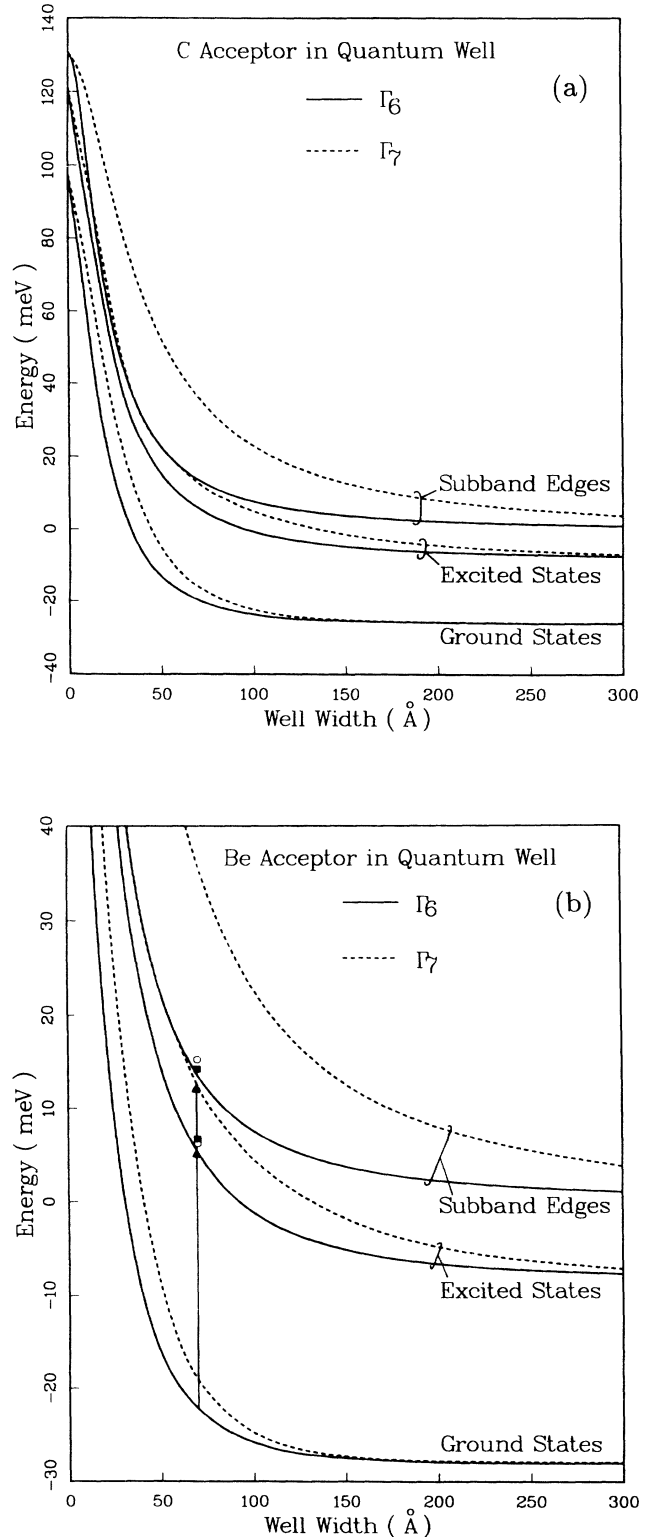 C Acceptor in Quantum Well
(a)
Γ6
Γ7
Energy ( meV )
140
120
100
80
60
40
20
0
-20
-40
Subband Edges
Excited States
Ground States
0
50
100
150
200
250
300
Well Width ( Å )
Be Acceptor in Quantum Well
(b)
Γ6
Γ7
Energy ( meV )
40
30
20
10
0
-10
-20
-30
Subband Edges
Excited States
Ground States
0
50
100
150
200
250
300
Well Width ( Å )